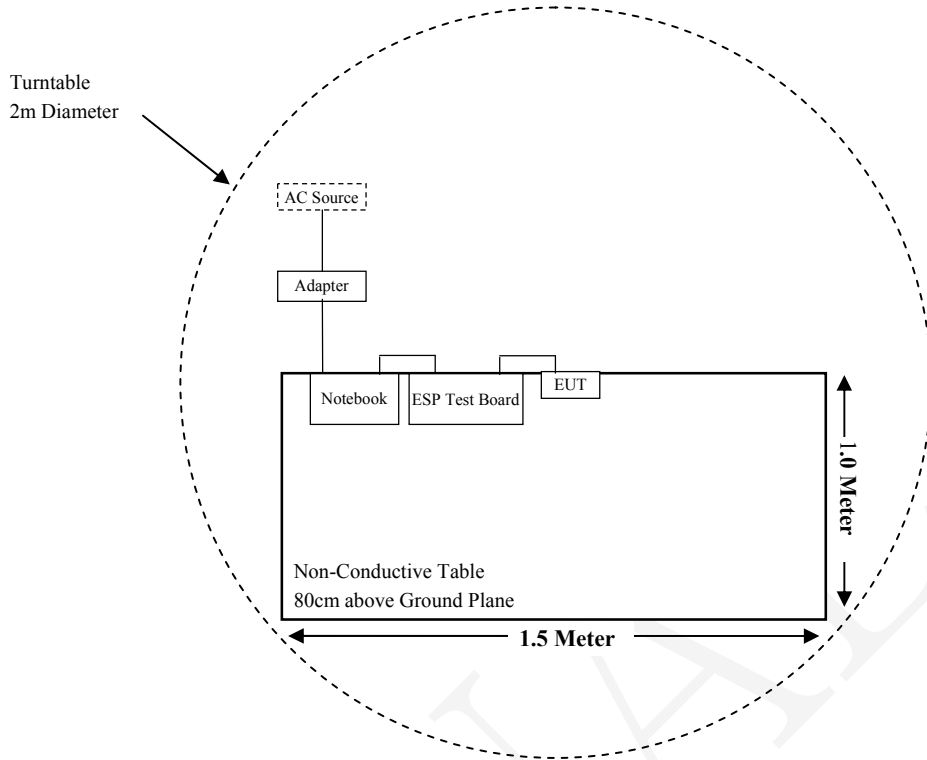 Turntable
2m Diameter
AC Source
Adapter
Notebook
ESP Test Board
EUT
1.0 Meter
Non-Conductive Table
80cm above Ground Plane
1.5 Meter